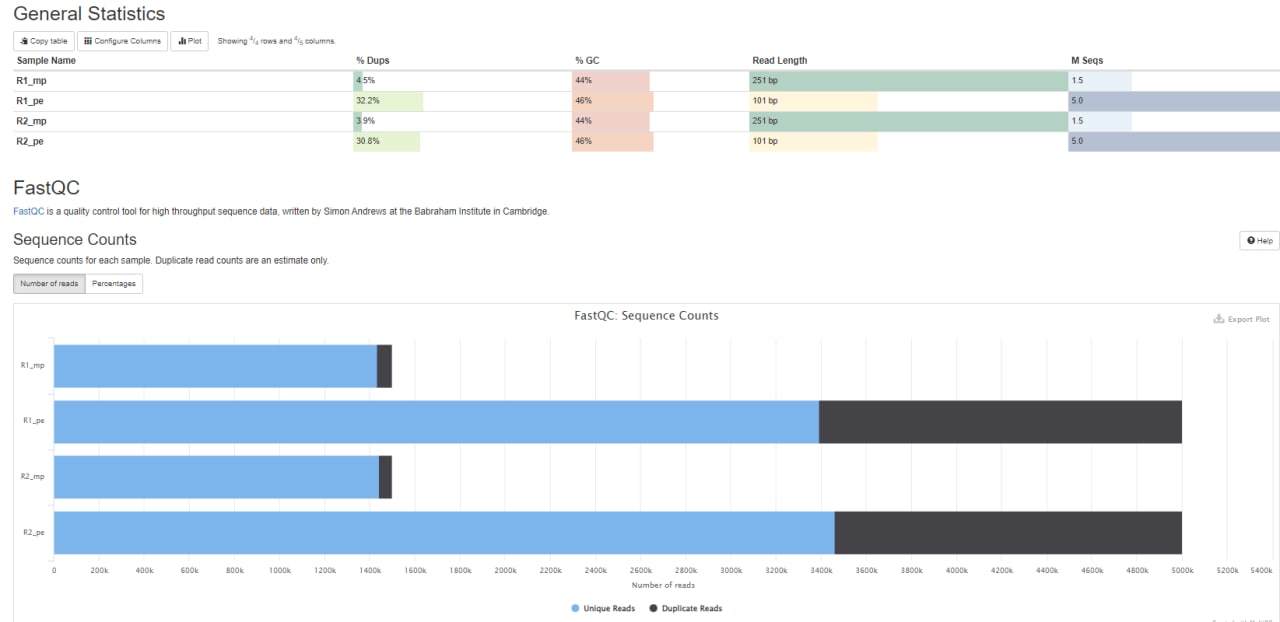 General Statistics
Copy table Configure Columns Plot Showing 4/4 rows and 4/5 columns.
Sample Name % Dups % GC Read Length M Seqs
R1_mp 4.5% 44% 251 bp 1.5
R1_pe 32.2% 46% 101 bp 5.0
R2_mp 3.9% 44% 251 bp 1.5
R2_pe 30.8% 46% 101 bp 5.0
FastQC
FastQC is a quality control tool for high throughput sequence data, written by Simon Andrews at the Babraham Institute in Cambridge.
Sequence Counts
Help
Sequence counts for each sample. Duplicate read counts are an estimate only.
Number of reads Percentages
FastQC: Sequence Counts
Export Plot
R1_mp
R1_pe
R2_mp
R2_pe
0 200k 400k 600k 800k 1000k 1200k 1400k 1600k 1800k 2000k 2200k 2400k 2600k 2800k 3000k 3200k 3400k 3600k 3800k 4000k 4200k 4400k 4600k 4800k 5000k 5200k 5400k
Number of reads
Unique Reads Duplicate Reads